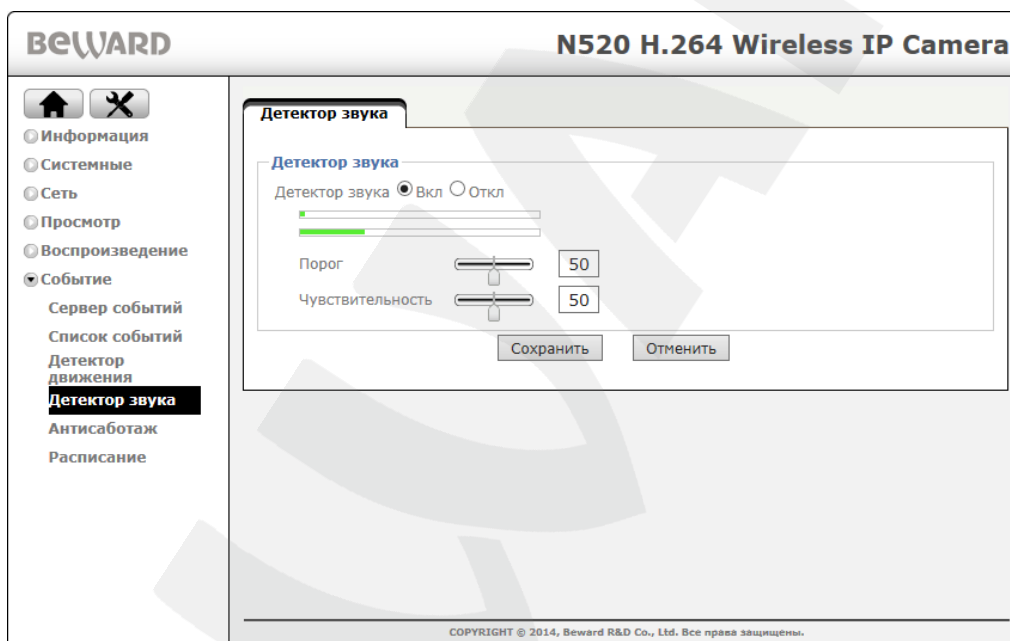 BEWARD
N520 H.264 Wireless IP Camera
Информация
Системные
Сеть
Просмотр
Воспроизведение
Событие
Сервер событий
Список событий
Детектор
движения
Детектор звука
Антисаботаж
Расписание
Детектор звука
Детектор звука
Детектор звука Вкл Откл
Порог 50
Чувствительность 50
Сохранить Отменить
COPYRIGHT © 2014, Beward R&D Co., Ltd. Все права защищены.